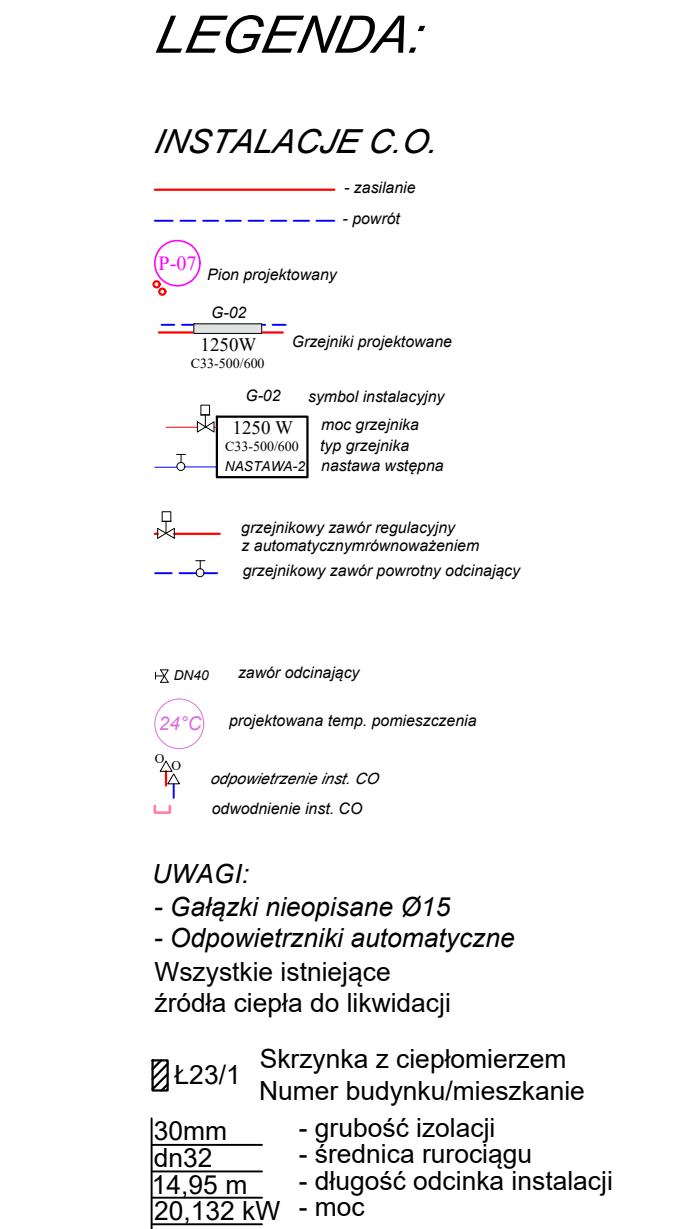 LEGENDA:
INSTALACJE C.O.
- zasilanie
- powrót
P-07 Pion projektowany
G-02
1250W Grzejniki projektowane
C33-500/600
G-02 symbol instalacyjny
1250 W moc grzejnika
C33-500/600 typ grzejnika
NASTAWA-2 nastawa wstępna
grzejnikowy zawór regulacyjny
z automatycznymrównoważeniem
grzejnikowy zawór powrotny odcinający
DN40 zawór odcinający
24°C projektowana temp. pomieszczenia
odpowietrzenie inst. CO
odwodnienie inst. CO
UWAGI:
- Gałązki nieopisane Ø15
- Odpowietrzniki automatyczne
Wszystkie istniejące
źródła ciepła do likwidacji
Ł23/1 Skrzynka z ciepłomierzem
Numer budynku/mieszkanie
30mm - grubość izolacji
dn32 - średnica rurociągu
14,95 m - długość odcinka instalacji
20,132 kW - moc